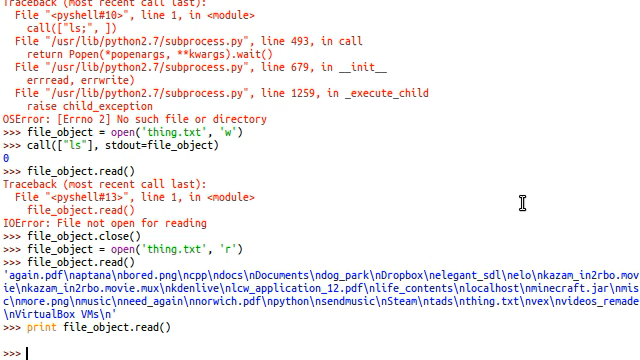 Traceback (most recent call last):
  File "<pyshell#10>", line 1, in <module>
    call(["ls;", ])
  File "/usr/lib/python2.7/subprocess.py", line 493, in call
    return Popen(*popenargs, **kwargs).wait()
  File "/usr/lib/python2.7/subprocess.py", line 679, in __init__
    errread, errwrite)
  File "/usr/lib/python2.7/subprocess.py", line 1259, in _execute_child
    raise child_exception
OSError: [Errno 2] No such file or directory
>>> file_object = open('thing.txt', 'w')
>>> call(["ls"], stdout=file_object)
0
>>> file_object.read()
Traceback (most recent call last):
  File "<pyshell#13>", line 1, in <module>
    file_object.read()
IOError: File not open for reading
>>> file_object.close()
>>> file_object = open('thing.txt', 'r')
>>> file_object.read()
'again.pdf\naptana\nbored.png\ncpp\ndocs\nDocuments\ndog_park\nDropbox\nelegant_sdl\nelo\nkazam_in2rbo.mov
ie\nkazam_in2rbo.movie.mux\nkdenlive\nlcw_application_12.pdf\nlife_contents\nlocalhost\nminecraft.jar\nmis
c\nmore.png\nmusic\nneed_again\nnorwich.pdf\npython\nsendmusic\nSteam\ntads\nthing.txt\nvex\nvideos_remade
\nVirtualBox VMs\n'
>>> print file_object.read()
>>>